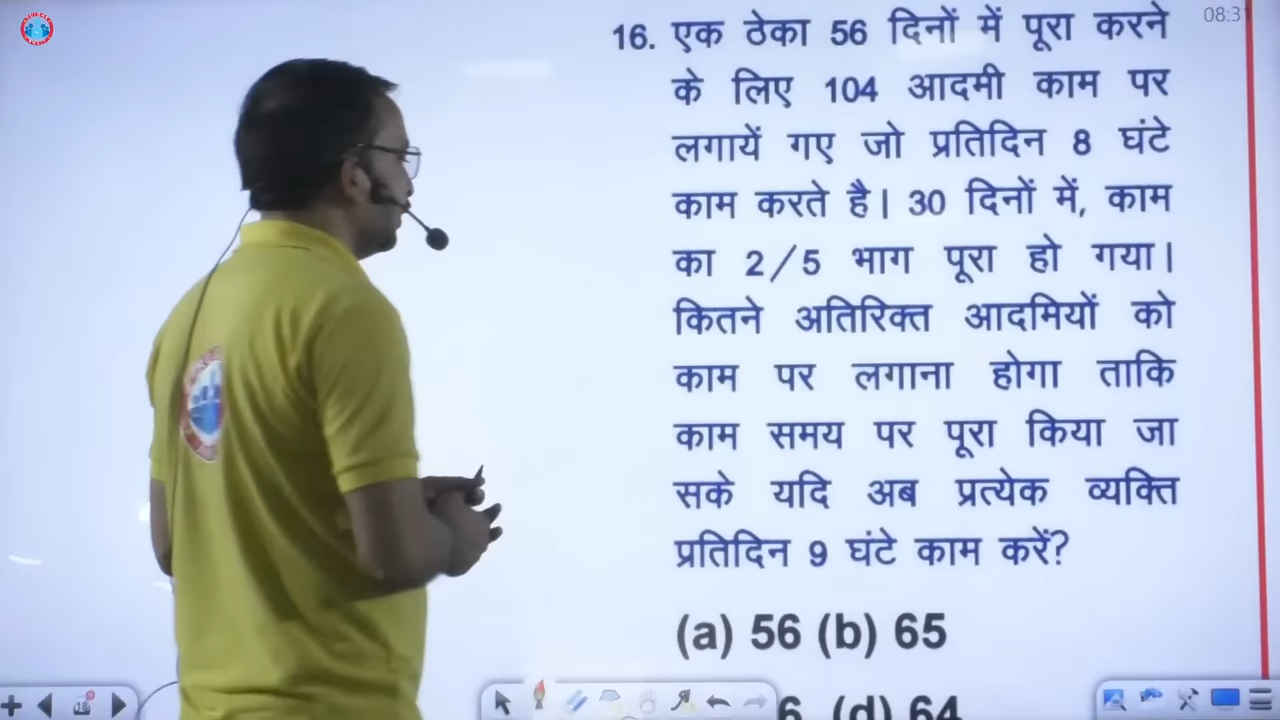 16. एक ठेका 56 दिनों में पूरा करने
के लिए 104 आदमी काम पर
लगायें गए जो प्रतिदिन 8 घंटे
काम करते है। 30 दिनों में, काम
का 2/5 भाग पूरा हो गया।
कितने अतिरिक्त आदमियों को
काम पर लगाना होगा ताकि
काम समय पर पूरा किया जा
सके यदि अब प्रत्येक व्यक्ति
प्रतिदिन 9 घंटे काम करें?
(a) 56 (b) 65
6 (d) 64
08:31